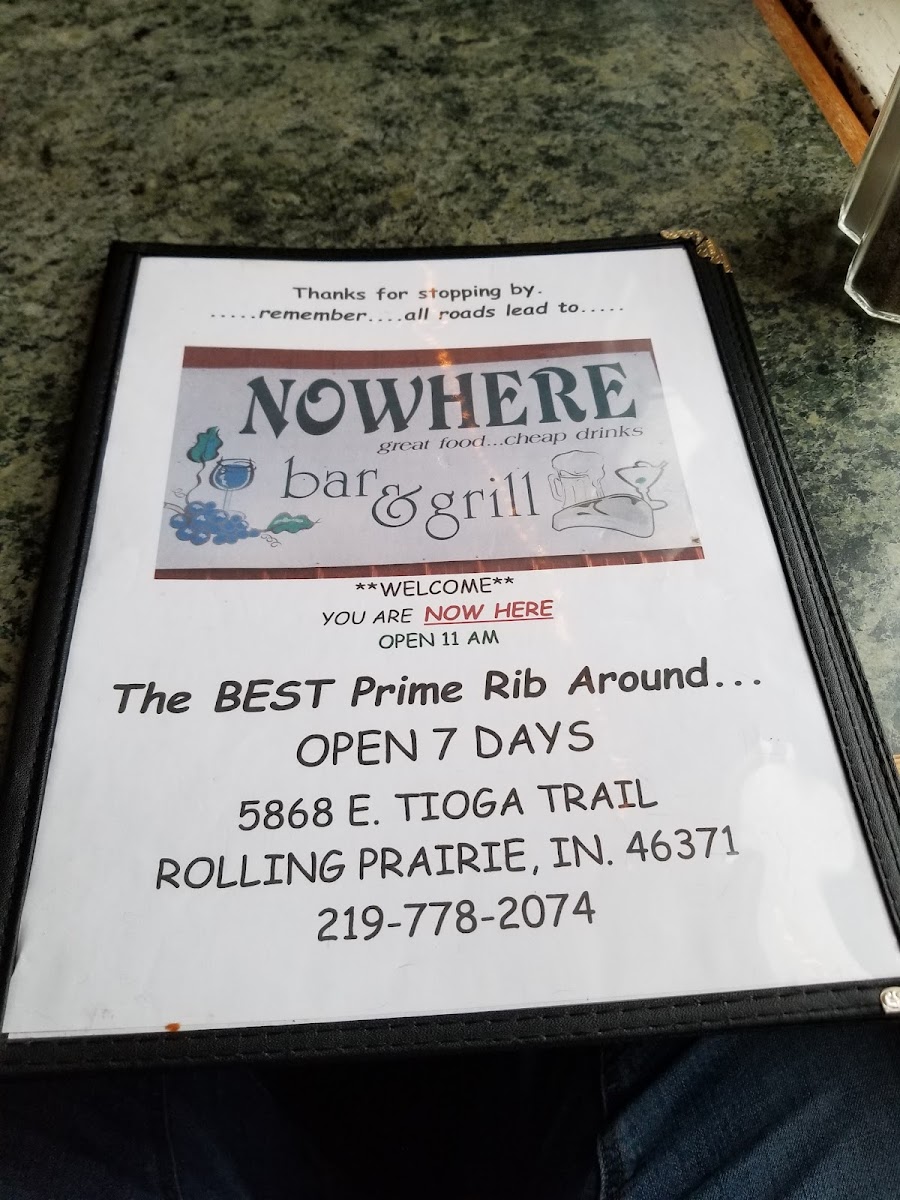 Thanks for stopping by.
.....remember....all roads lead to.....
NOWHERE
great food...cheap drinks
bar & grill
**WELCOME**
YOU ARE NOW HERE
OPEN 11 AM
The BEST Prime Rib Around...
OPEN 7 DAYS
5868 E. TIOGA TRAIL
ROLLING PRAIRIE, IN. 46371
219-778-2074